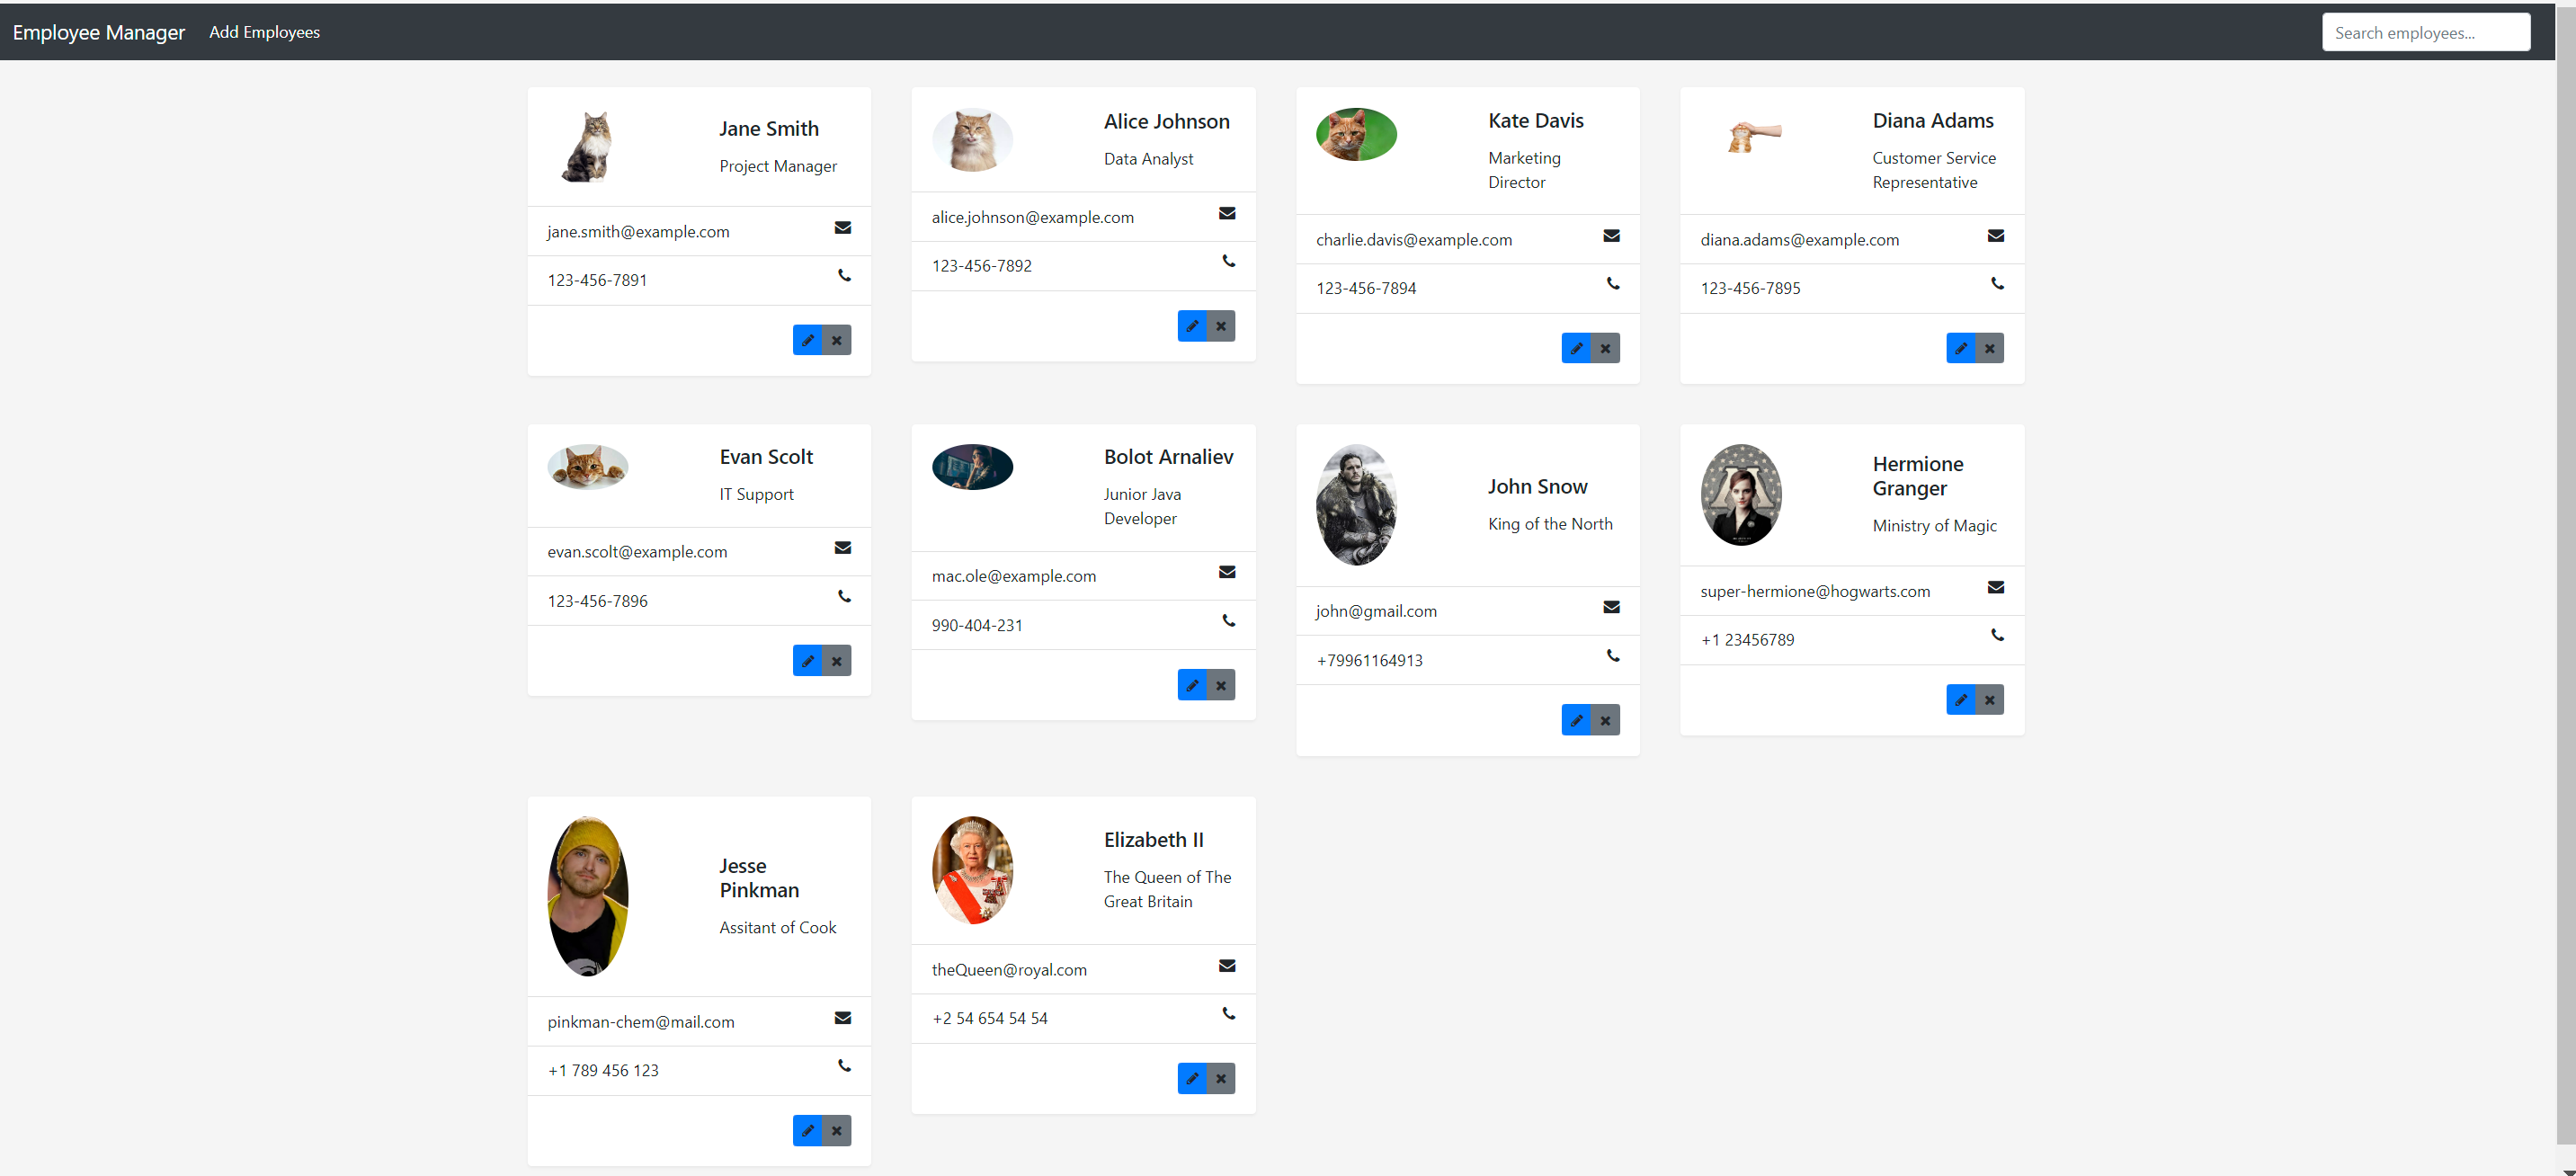 Employee Manager
Add Employees
Search employees...
Jane Smith
Project Manager
jane.smith@example.com
123-456-7891
Alice Johnson
Data Analyst
alice.johnson@example.com
123-456-7892
Kate Davis
Marketing
Director
charlie.davis@example.com
123-456-7894
Diana Adams
Customer Service
Representative
diana.adams@example.com
123-456-7895
Evan Scolt
IT Support
evan.scolt@example.com
123-456-7896
Bolot Arnaliev
Junior Java
Developer
mac.ole@example.com
990-404-231
John Snow
King of the North
john@gmail.com
+79961164913
Hermione
Granger
Ministry of Magic
super-hermione@hogwarts.com
+1 23456789
Jesse
Pinkman
Assitant of Cook
pinkman-chem@mail.com
+1 789 456 123
Elizabeth II
The Queen of The
Great Britain
theQueen@royal.com
+2 54 654 54 54